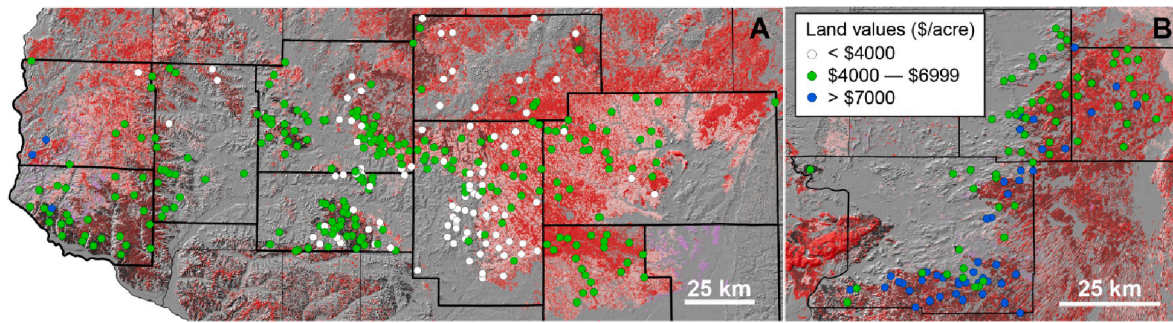 A
25 km
Land values ($/acre)
< $4000
$4000 — $6999
> $7000
B
25 km